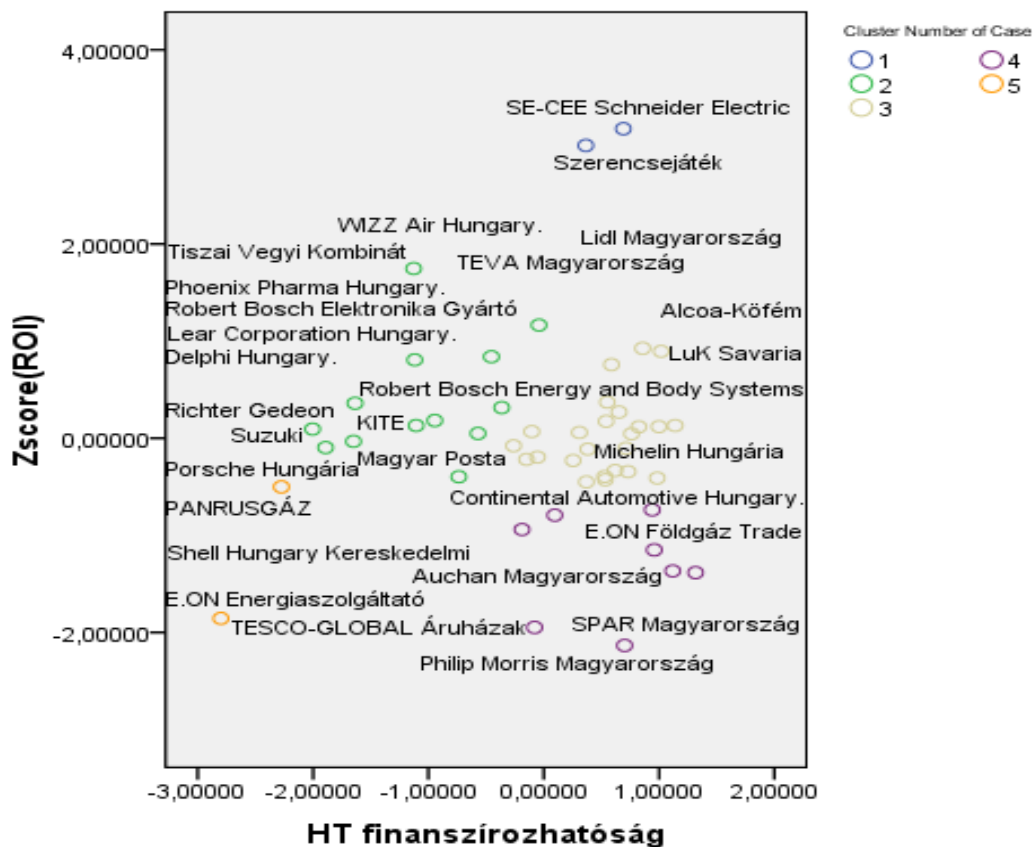 Cluster Number of Case
1
4
2
5
3
4,00000
SE-CEE Schneider Electric
Szerencsejáték
WIZZ Air Hungary.
Lidl Magyarország
2,00000
Tiszai Vegyi Kombinát
TEVA Magyarország
Phoenix Pharma Hungary.
Robert Bosch Elektronika Gyártó
Alcoa-Köfém
Lear Corporation Hungary.
Delphi Hungary.
LuK Savaria
Robert Bosch Energy and Body Systems
Richter Gedeon
KITE
0,00000
Suzuki
Michelin Hungária
Magyar Posta
Porsche Hungária
Continental Automotive Hungary.
PANRUSGÁZ
E.ON Földgáz Trade
Shell Hungary Kereskedelmi
Auchan Magyarország
E.ON Energiaszolgáltató
-2,00000
TESCO-GLOBAL Áruházak
SPAR Magyarország
Philip Morris Magyarország
Zscore(ROI)
-3,00000 -2,00000 -1,00000 0,00000 1,00000 2,00000
HT finanszírozhatóság